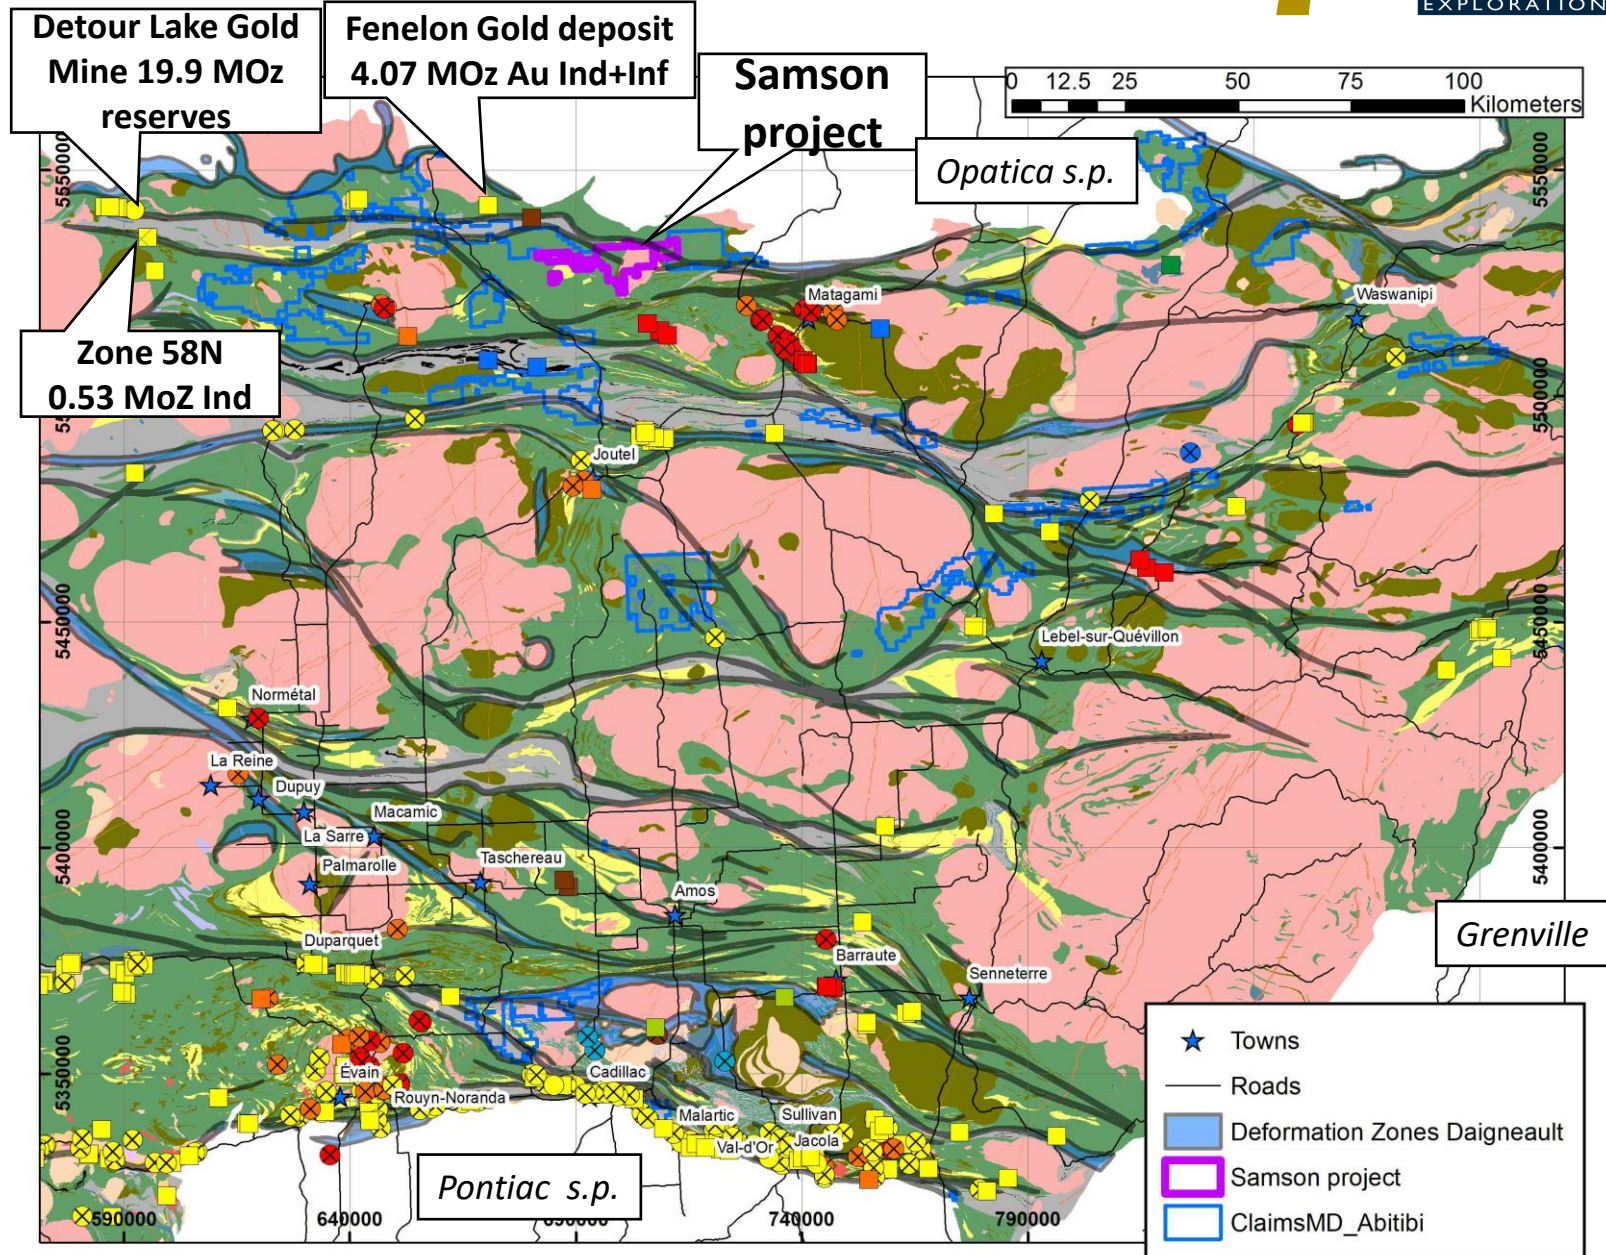 EXPLORATION
Detour Lake Gold
Mine 19.9 MOz
reserves
Fenelon Gold deposit
4.07 MOz Au Ind+Inf
Samson
project
0 12.5 25 50 75 100
Kilometers
Opatica s.p.
5550000
5550000
Matagami
Waswanipi
Zone 58N
0.53 MoZ Ind
5500000
Joutel
5450000
5450000
Lebel-sur-Quévillon
Normétal
La Reine
Dupuy
Macamic
La Sarre
Palmarolle
Taschereau
5400000
5400000
Amos
Duparquet
Barraute
Senneterre
Grenville
5350000
Évain
Cadillac
Rouyn-Noranda
Malartic
Sullivan
Val-d'Or
Jacola
Pontiac s.p.
590000
640000
740000
790000
Towns
Roads
Deformation Zones Daigneault
Samson project
ClaimsMD_Abitibi